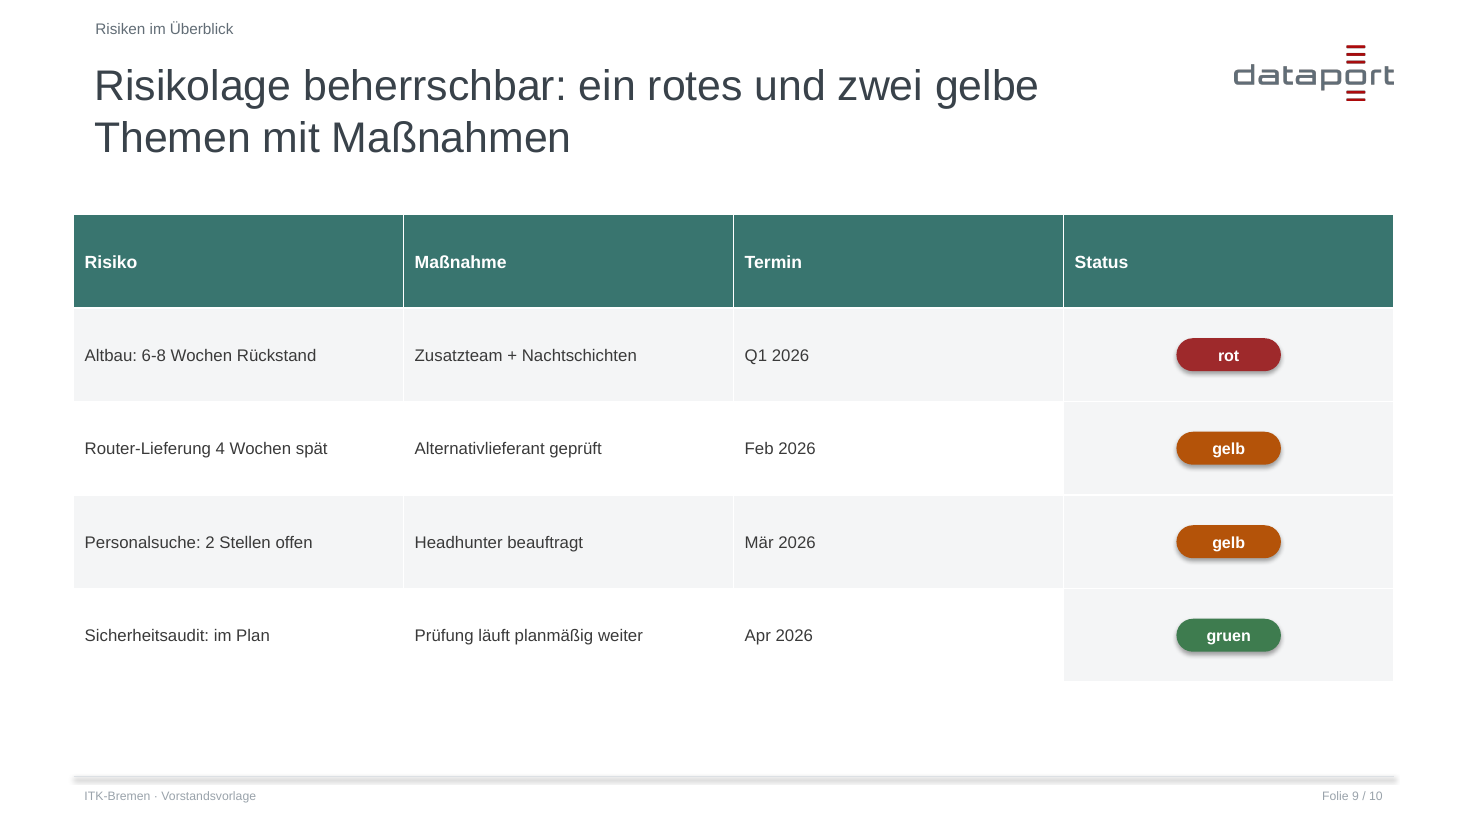 Risiken im Überblick
dataport
Risikolage beherrschbar: ein rotes und zwei gelbe
Themen mit Maßnahmen
Risiko Maßnahme Termin Status
Altbau: 6-8 Wochen Rückstand Zusatzteam + Nachtschichten Q1 2026 rot
Router-Lieferung 4 Wochen spät Alternativlieferant geprüft Feb 2026 gelb
Personalsuche: 2 Stellen offen Headhunter beauftragt Mär 2026 gelb
Sicherheitsaudit: im Plan Prüfung läuft planmäßig weiter Apr 2026 gruen
ITK-Bremen · Vorstandsvorlage Folie 9 / 10